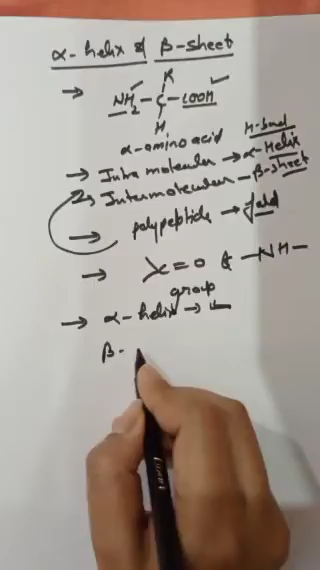 α-helix & β-sheet
→ NH2-C-COOH
R
H
α-amino acid H-bond
→ Intra molecular → α-Helix
→ Intermolecular - β-sheet
→ polypeptide → fold
→ C=O & -NH-
group
→ α-helix →
β-